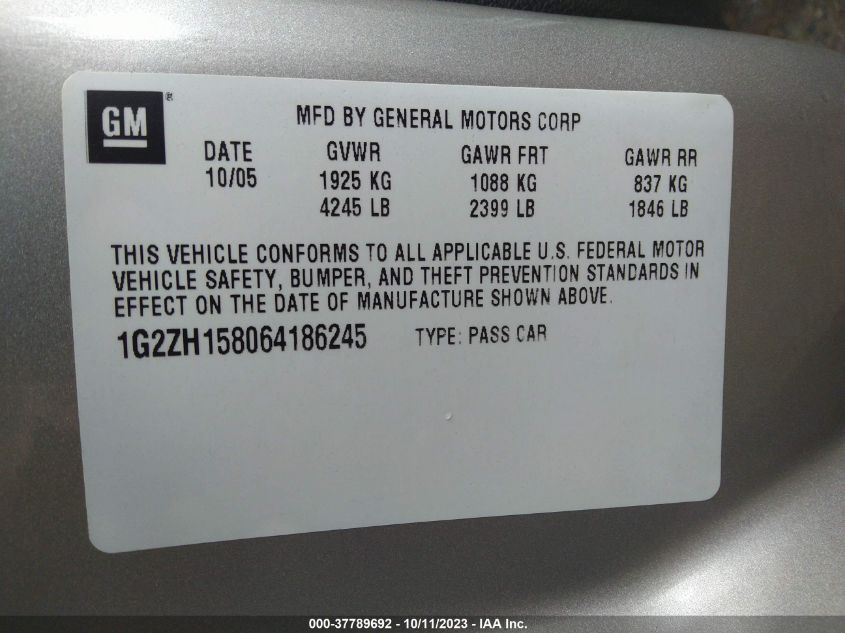 GM ®
MFD BY GENERAL MOTORS CORP
DATE GVWR GAWR FRT GAWR RR
10/05 1925 KG 1088 KG 837 KG
4245 LB 2399 LB 1846 LB
THIS VEHICLE CONFORMS TO ALL APPLICABLE U.S. FEDERAL MOTOR
VEHICLE SAFETY, BUMPER, AND THEFT PREVENTION STANDARDS IN
EFFECT ON THE DATE OF MANUFACTURE SHOWN ABOVE.
1G2ZH158064186245 TYPE: PASS CAR
000-37789692 - 10/11/2023 - IAA Inc.